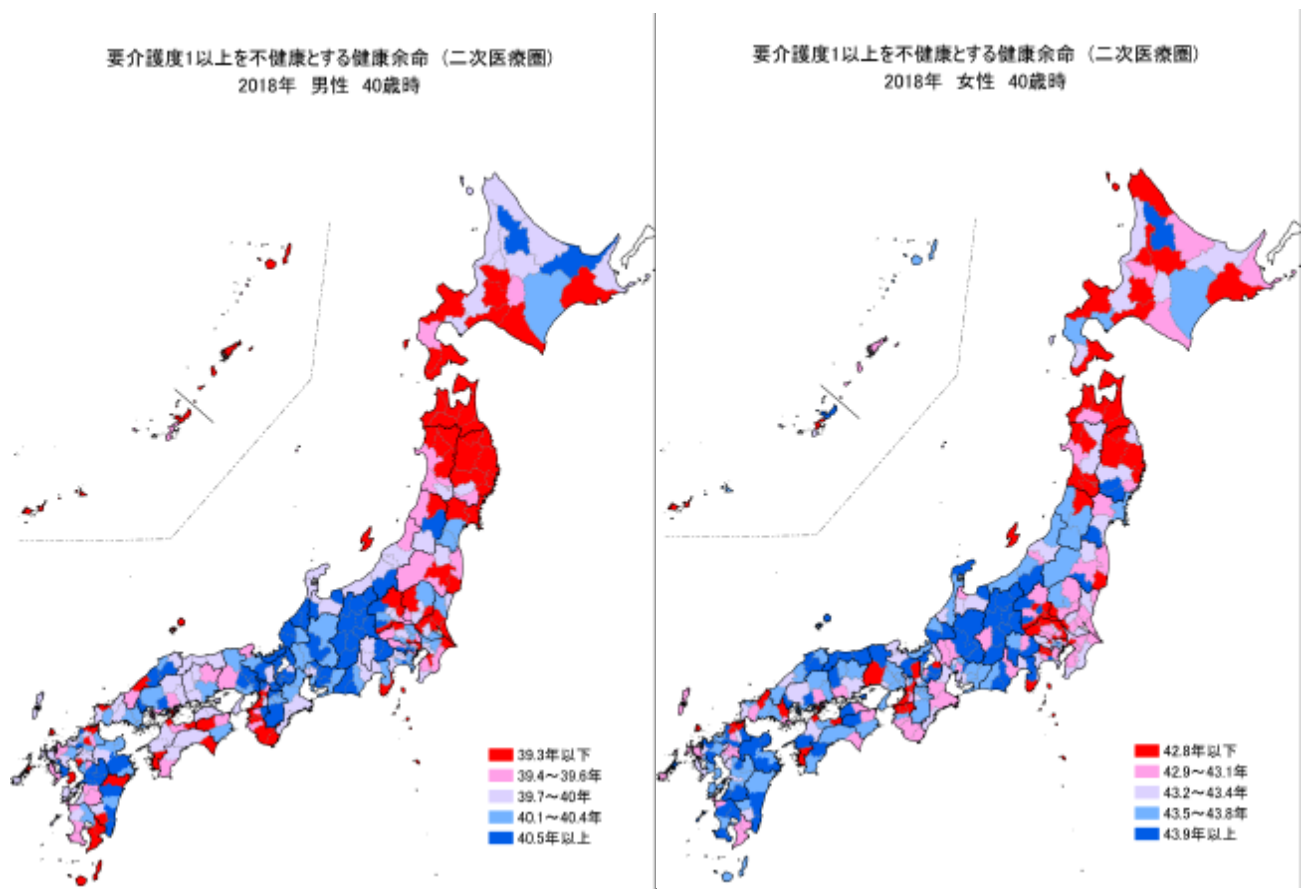 要介護度1以上を不健康とする健康余命 (二次医療圏)
2018年 男性 40歳時
39.3年以下
39.4～39.6年
39.7～40年
40.1～40.4年
40.5年以上
要介護度1以上を不健康とする健康余命 (二次医療圏)
2018年 女性 40歳時
42.8年以下
42.9～43.1年
43.2～43.4年
43.5～43.8年
43.9年以上